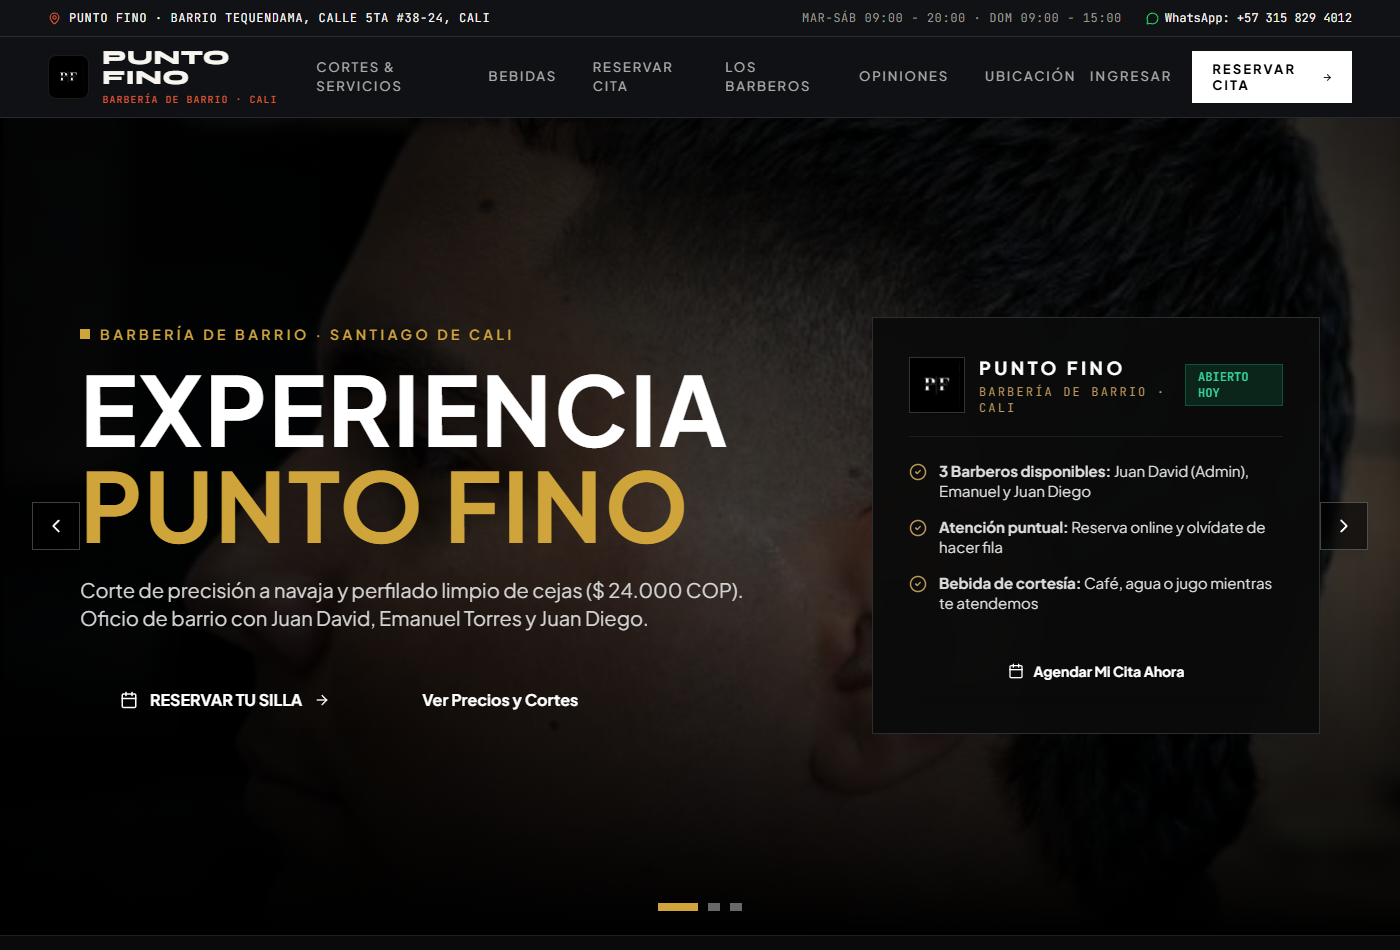 PUNTO FINO · BARRIO TEQUENDAMA, CALLE 5TA #38-24, CALI
MAR-SÁB 09:00 - 20:00 · DOM 09:00 - 15:00
WhatsApp: +57 315 829 4012
PF
PUNTO
FINO
BARBERÍA DE BARRIO · CALI
CORTES &
SERVICIOS
BEBIDAS
RESERVAR
CITA
LOS
BARBEROS
OPINIONES
UBICACIÓN
INGRESAR
RESERVAR
CITA
BARBERÍA DE BARRIO · SANTIAGO DE CALI
EXPERIENCIA
PUNTO FINO
Corte de precisión a navaja y perfilado limpio de cejas ($ 24.000 COP).
Oficio de barrio con Juan David, Emanuel Torres y Juan Diego.
RESERVAR TU SILLA
Ver Precios y Cortes
PF
PUNTO FINO
BARBERÍA DE BARRIO ·
CALI
ABIERTO
HOY
3 Barberos disponibles: Juan David (Admin),
Emanuel y Juan Diego
Atención puntual: Reserva online y olvídate de
hacer fila
Bebida de cortesía: Café, agua o jugo mientras
te atendemos
Agendar Mi Cita Ahora